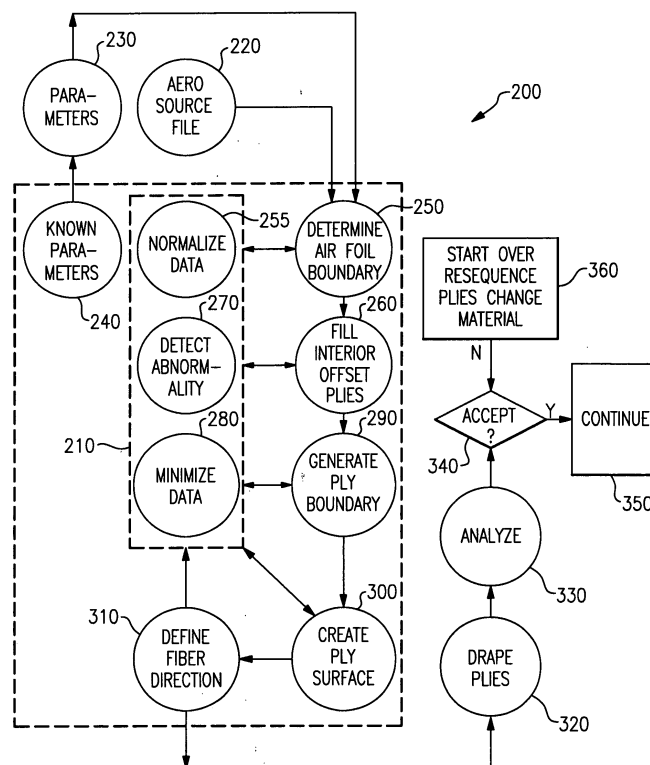 230
220
200
PARA-
METERS
AERO
SOURCE
FILE
255
250
KNOWN
PARAMETERS
240
NORMALIZE
DATA
DETERMINE
AIR FOIL
BOUNDARY
START OVER
RESEQUENCE
PLIES CHANGE
MATERIAL
360
270
260
DETECT
ABNORM-
ALITY
FILL
INTERIOR
OFFSET
PLIES
N
ACCEPT
?
Y
CONTINUE
340
350
210
280
290
MINIMIZE
DATA
GENERATE
PLY
BOUNDARY
ANALYZE
330
310
300
DEFINE
FIBER
DIRECTION
CREATE
PLY
SURFACE
DRAPE
PLIES
320